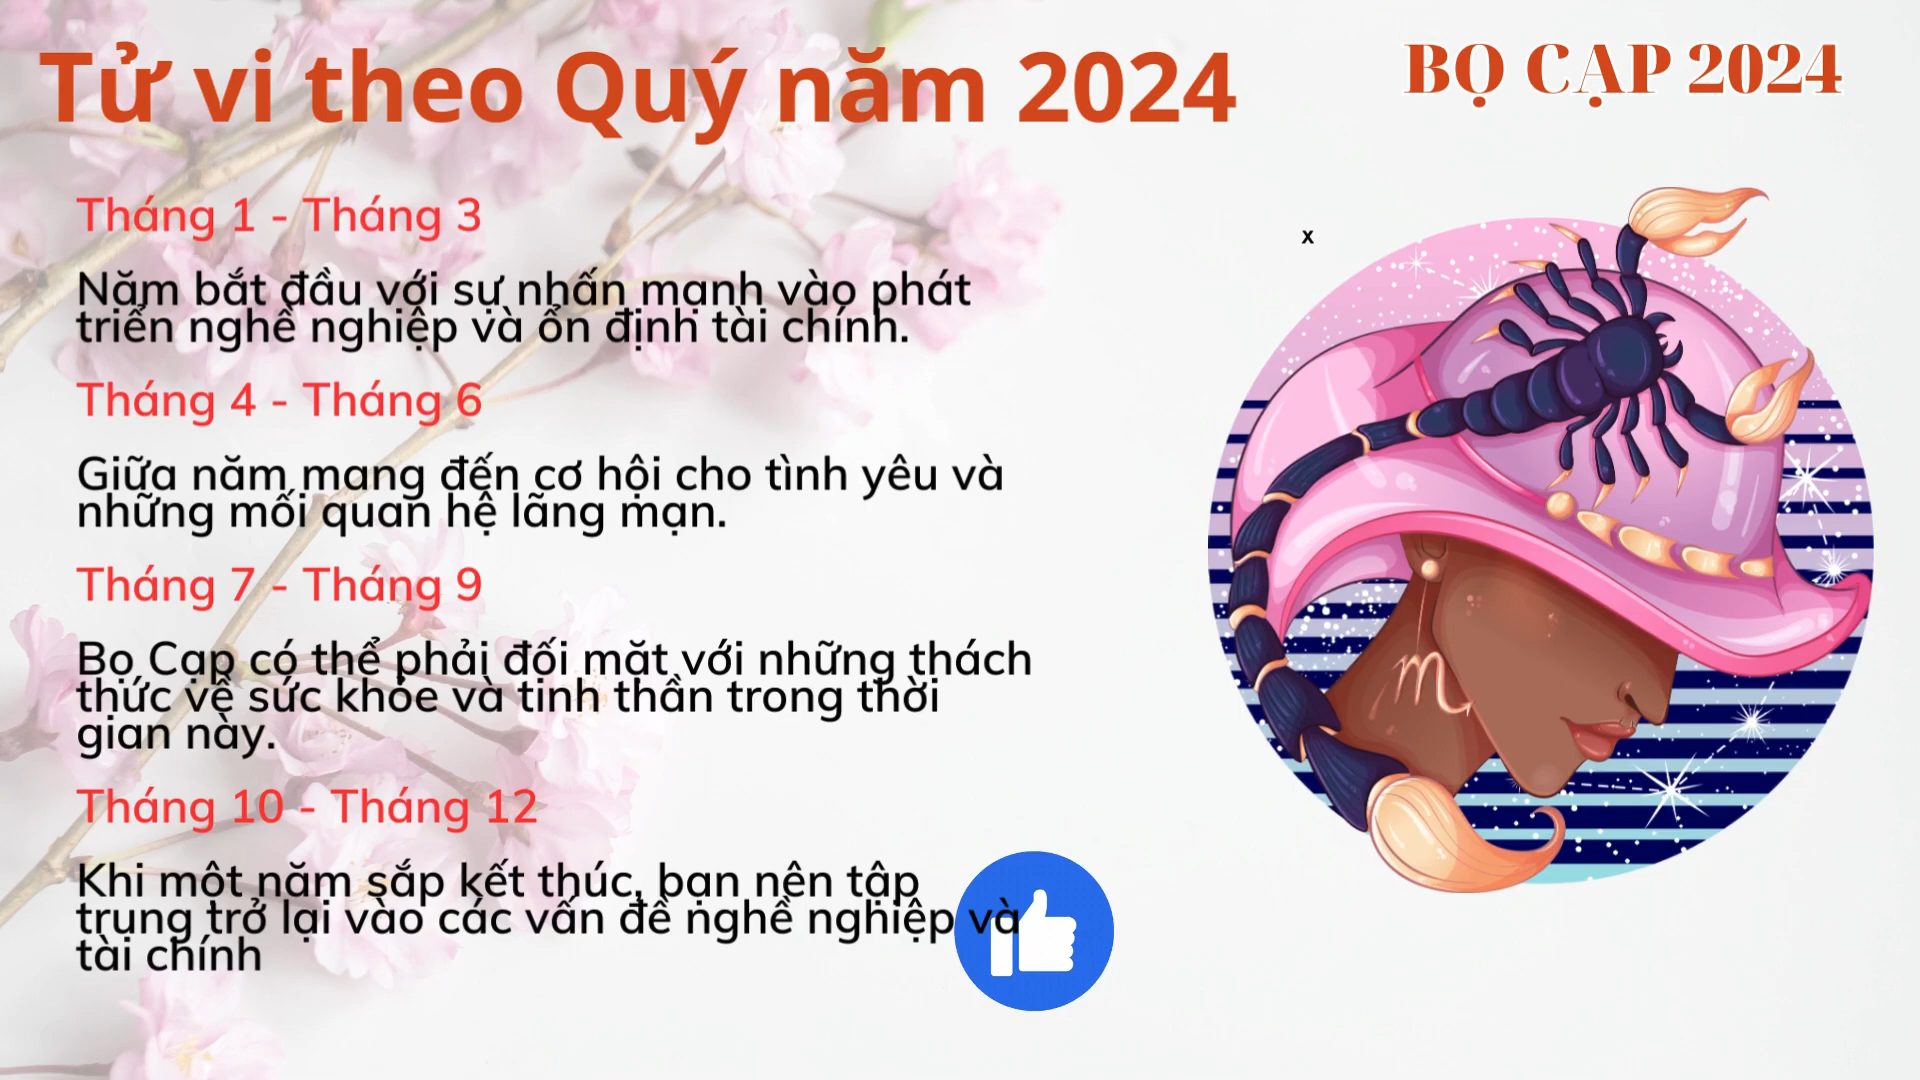 Tử vi theo Quý năm 2024
BỌ CẠP 2024
x
Tháng 1 - Tháng 3
Năm bắt đầu với sự nhấn mạnh vào phát
triển nghề nghiệp và ổn định tài chính.
Tháng 4 - Tháng 6
Giữa năm mang đến cơ hội cho tình yêu và
những mối quan hệ lãng mạn.
Tháng 7 - Tháng 9
Bọ Cạp có thể phải đối mặt với những thách
thức về sức khỏe và tinh thần trong thời
gian này.
Tháng 10 - Tháng 12
Khi một năm sắp kết thúc, bạn nên tập
trung trở lại vào các vấn đề nghề nghiệp và
tài chính